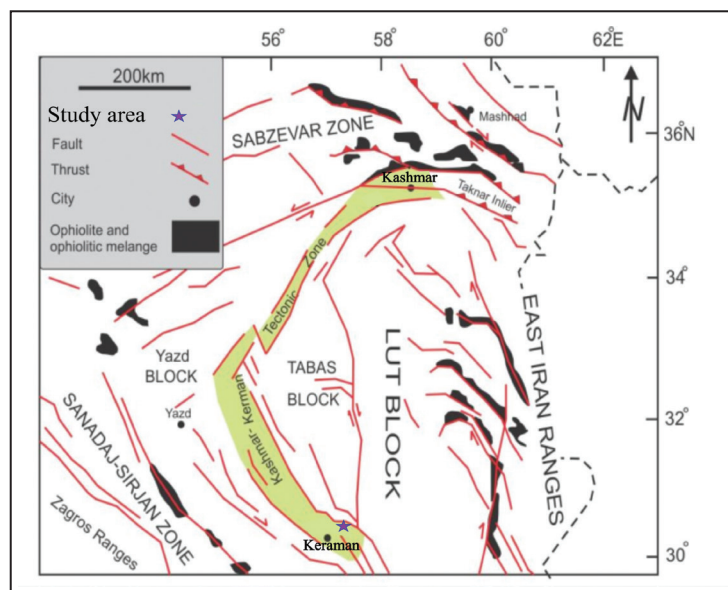 56°
58°
60°
62°E
200km
Study area
Fault
Thrust
City
Ophiolite and
ophiolitic melange
N
Mashhad
36°N
SABZEVAR ZONE
Kashmar
Taknar Inlier
34°
Tectonic Zone
Yazd
BLOCK
TABAS
BLOCK
LUT BLOCK
EAST IRAN RANGES
Yazd
32°
Kashmar-Kerman
SANADAJ-SIRJAN ZONE
Zagros Ranges
Keraman
30°